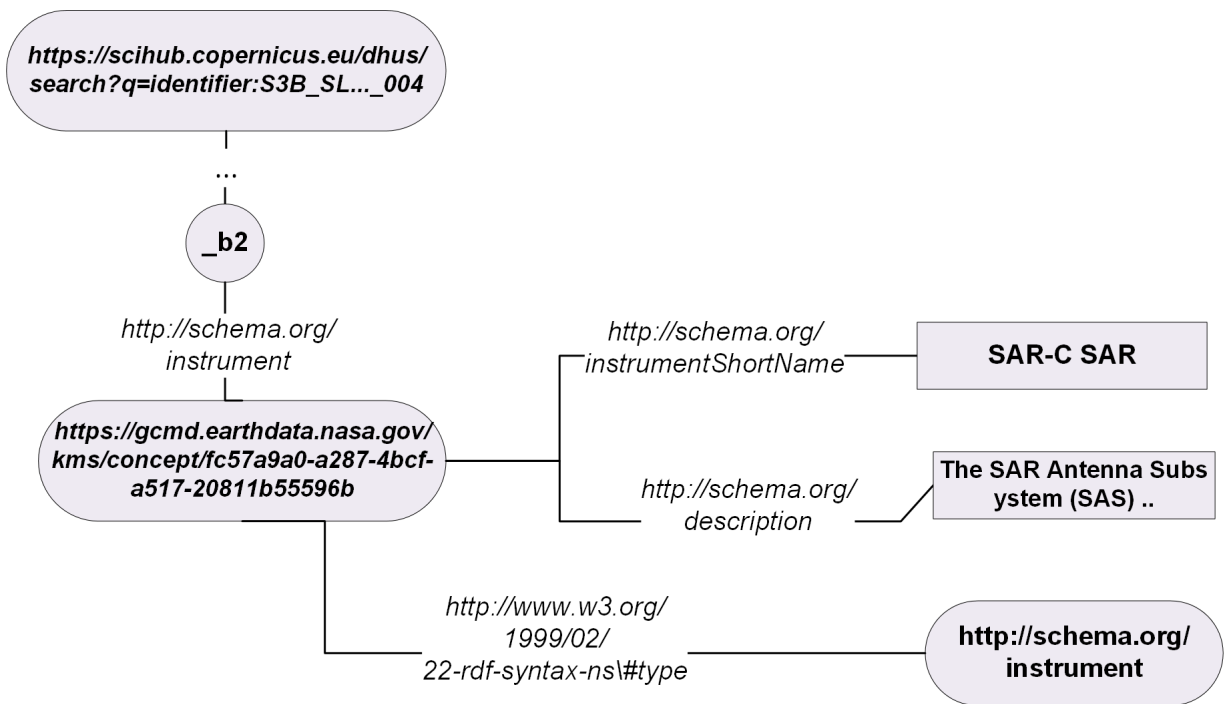 https://scihub.copernicus.eu/dhus/
search?q=identifier:S3B_SL..._004
...
_b2
http://schema.org/
instrument
https://gcmd.earthdata.nasa.gov/
kms/concept/fc57a9a0-a287-4bcf-
a517-20811b55596b
http://schema.org/
instrumentShortName
SAR-C SAR
http://schema.org/
description
The SAR Antenna Subs
ystem (SAS) ..
http://www.w3.org/
1999/02/
22-rdf-syntax-ns\#type
http://schema.org/
instrument